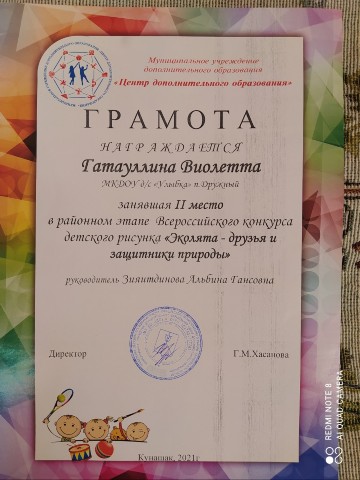 Муниципальное учреждение
дополнительного образования
«Центр дополнительного образования»
ГРАМОТА
НАГРАЖДАЕТСЯ
Гатауллина Виолетта
МКДОУ д/с «Улыбка» п.Дружный
занявшая II место
в районном этапе Всероссийского конкурса
детского рисунка «Эколята - друзья и
защитники природы»
руководитель Зияитдинова Альбина Гансовна
Директор Г.М.Хасанова
Кунашак, 2021г
REDMI NOTE 8
AI QUAD CAMERA